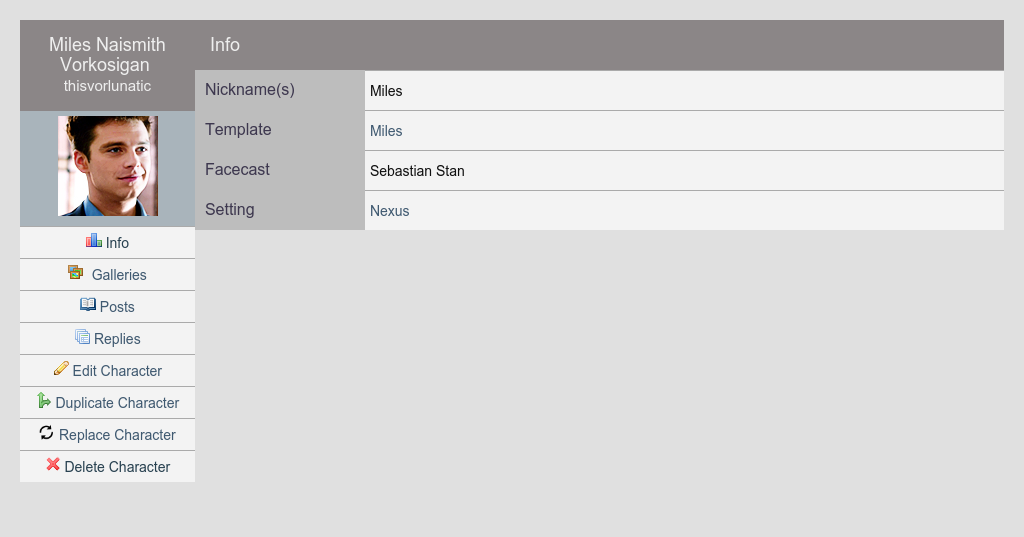 Miles Naismith
Vorkosigan
thisvorlunatic
Info
Galleries
Posts
Replies
Edit Character
Duplicate Character
Replace Character
Delete Character
Info
Nickname(s) Miles
Template Miles
Facecast Sebastian Stan
Setting Nexus